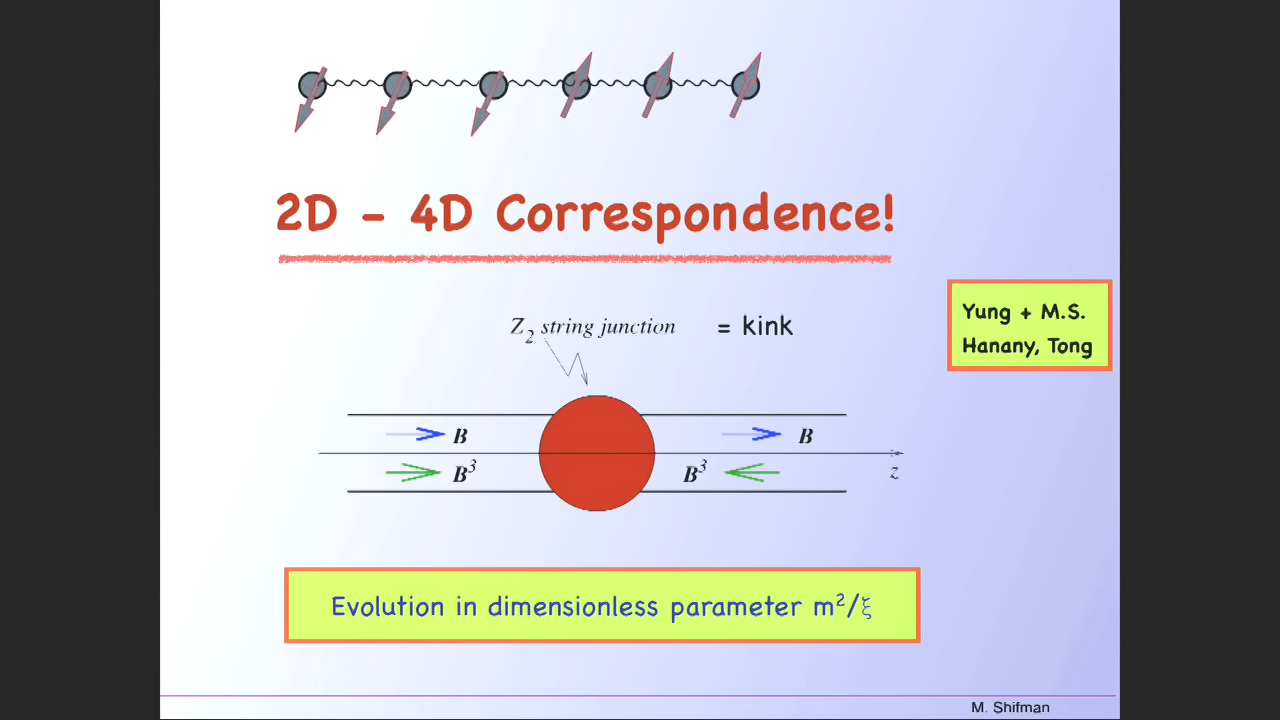 2D - 4D Correspondence!
Yung + M.S.
Hanany, Tong
Z₂ string junction = kink
B B
B³ B³
z
Evolution in dimensionless parameter m²/ξ
M. Shifman